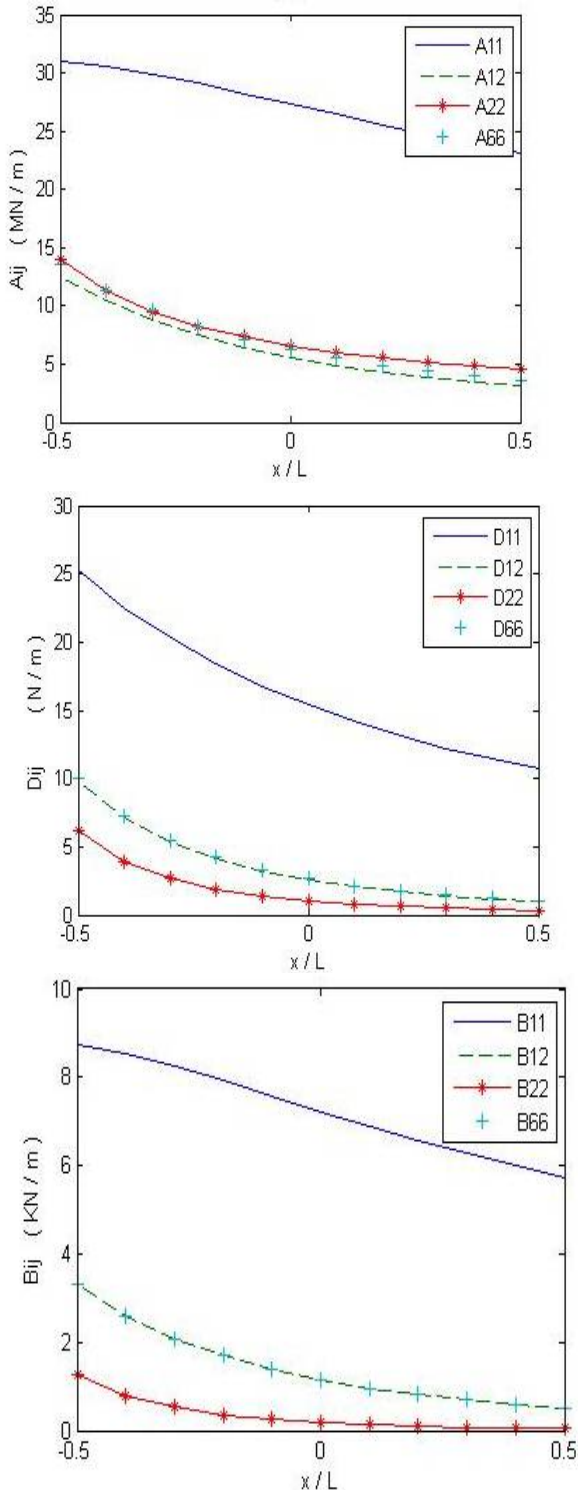 35
30
25
20
15
10
5
0
Aij ( MN / m )
A11
A12
A22
A66
-0.5
0
0.5
x / L
30
25
20
15
10
5
0
Dij ( N / m )
D11
D12
D22
D66
-0.5
0
0.5
x / L
10
8
6
4
2
0
Bij ( KN / m )
B11
B12
B22
B66
-0.5
0
0.5
x / L